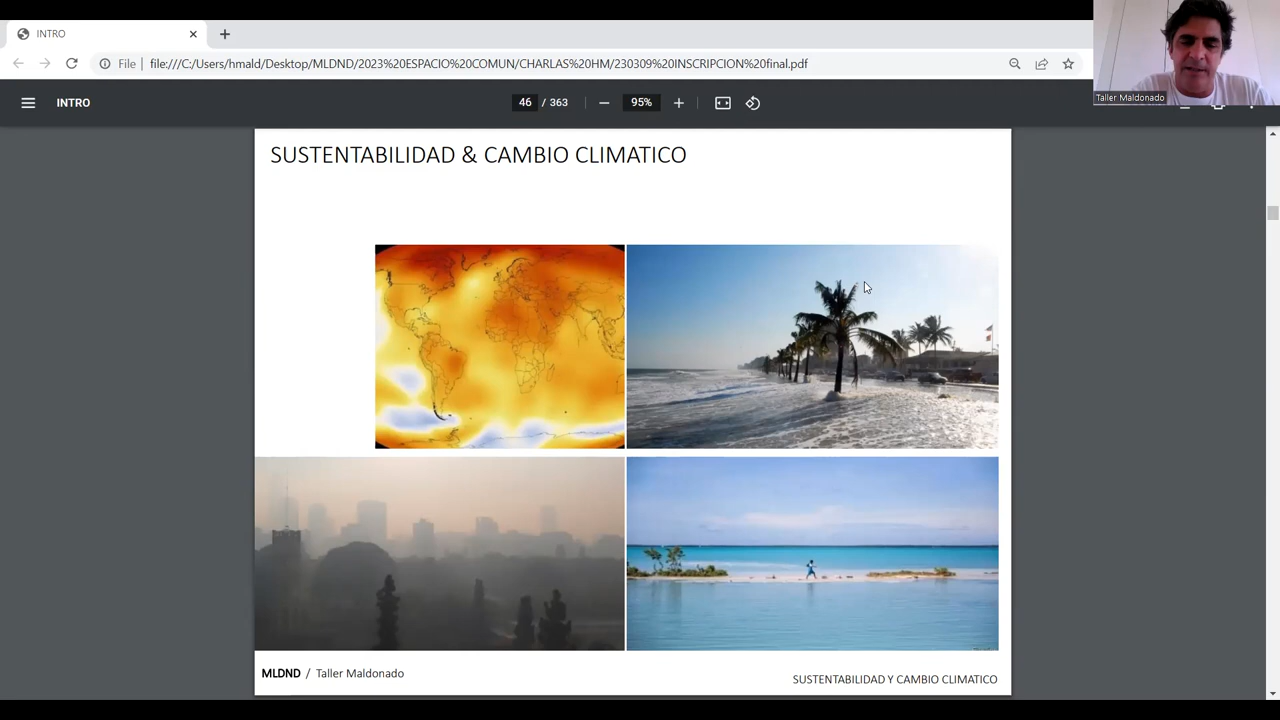 INTRO
File
file:///C:/Users/hmald/Desktop/MLDND/2023%20ESPACIO%20COMUN/CHARLAS%20HM/230309%20INSCRIPCION%20final.pdf
Taller Maldonado
INTRO
46 / 363
95%
SUSTENTABILIDAD & CAMBIO CLIMATICO
MLDND / Taller Maldonado
SUSTENTABILIDAD Y CAMBIO CLIMATICO